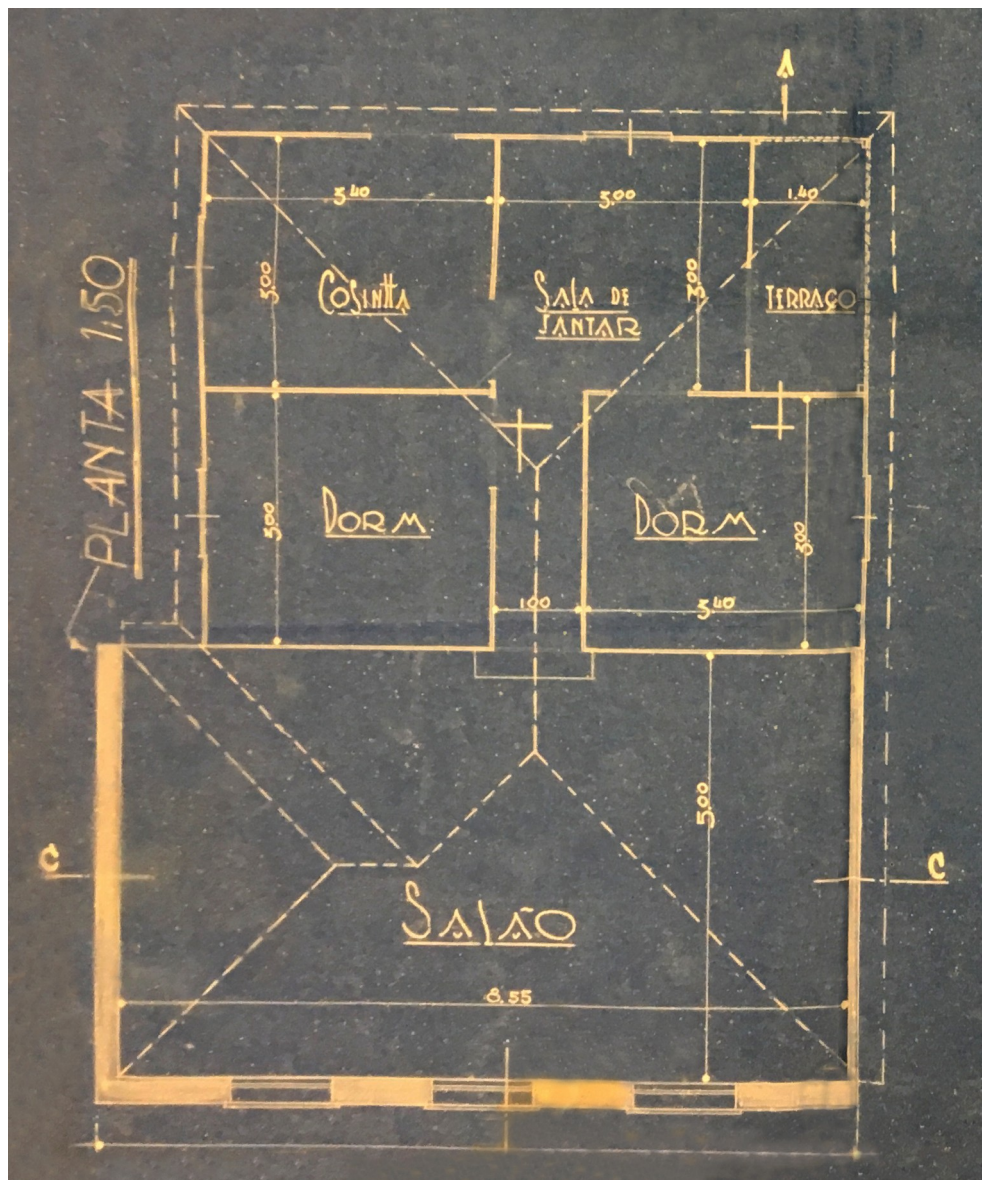 A
3.40
3.00
1.40
3.00
COSINHA
SALA DE
JANTAR
3.00
TERRAÇO
PLANTA 1:50
3.00
DORM.
DORM.
3.00
1.00
3.40
5.00
C
C
SALÃO
8.55